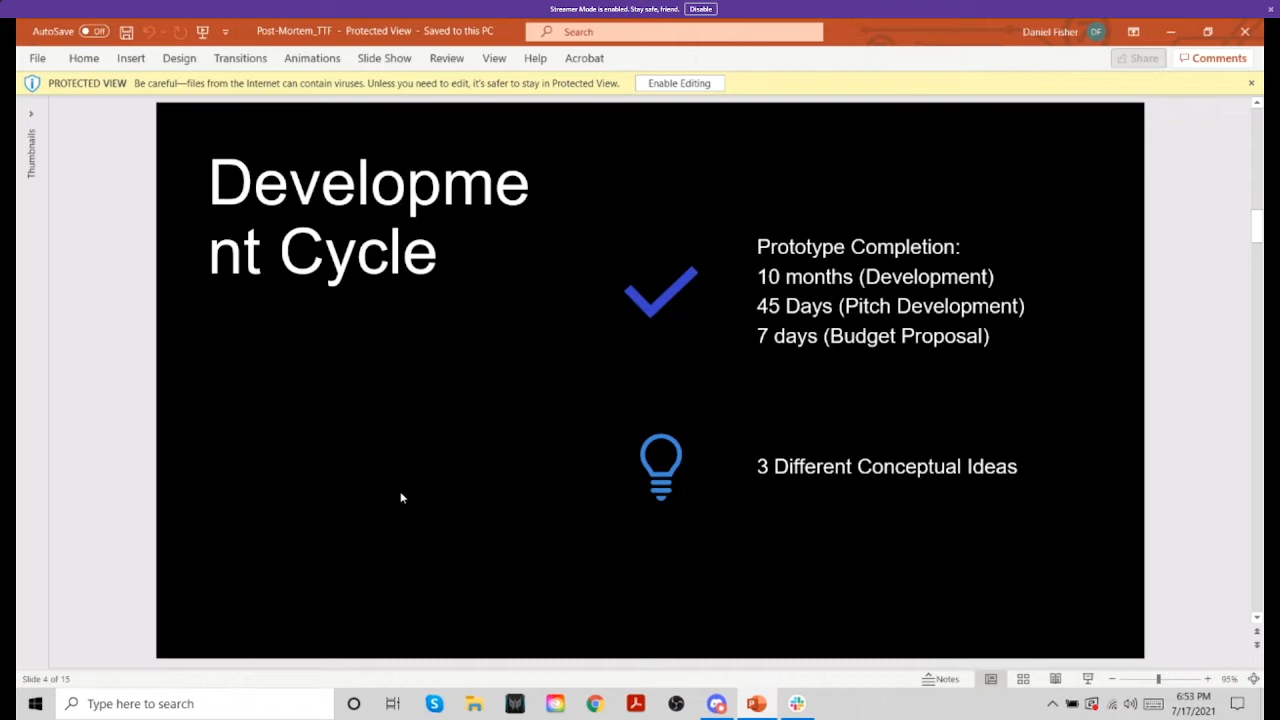 Streamer Mode is enabled. Stay safe, friend. Disable
AutoSave Off
Post-Mortem_TTF - Protected View - Saved to this PC
Search
Daniel Fisher DF
File Home Insert Design Transitions Animations Slide Show Review View Help Acrobat
Share Comments
PROTECTED VIEW Be careful—files from the Internet can contain viruses. Unless you need to edit, it's safer to stay in Protected View. Enable Editing
Thumbnails
Developme
nt Cycle
Prototype Completion:
10 months (Development)
45 Days (Pitch Development)
7 days (Budget Proposal)
3 Different Conceptual Ideas
Slide 4 of 15
Notes
95%
Type here to search
6:53 PM
7/17/2021